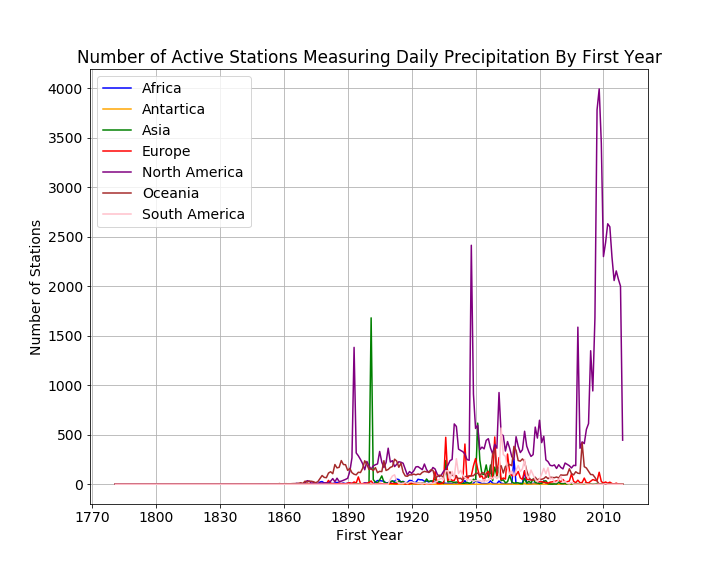 Number of Active Stations Measuring Daily Precipitation By First Year
Africa
Antartica
Asia
Europe
North America
Oceania
South America
4000
3500
3000
2500
2000
1500
1000
500
0
Number of Stations
1770 1800 1830 1860 1890 1920 1950 1980 2010
First Year